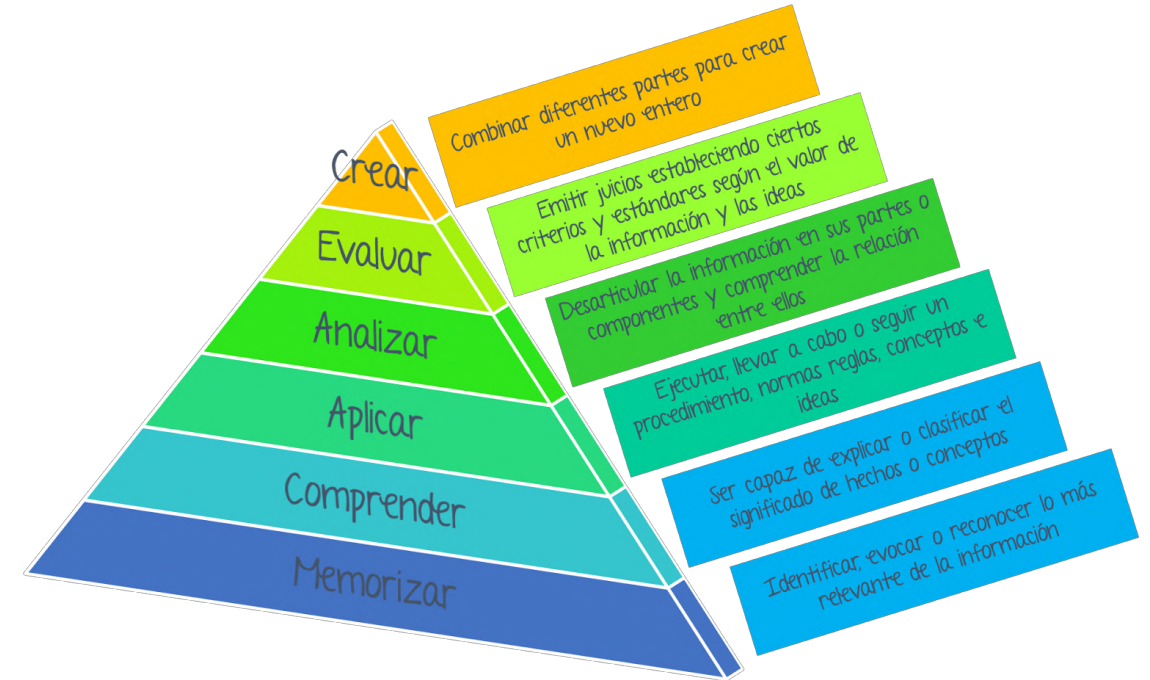 Crear
Combinar diferentes partes para crear
un nuevo entero
Evaluar
Emitir juicios estableciendo ciertos
criterios y estándares según el valor de
la información y las ideas
Analizar
Desarticular la información en sus partes o
componentes y comprender la relación
entre ellos
Aplicar
Ejecutar, llevar a cabo o seguir un
procedimiento, normas reglas, conceptos e
ideas
Comprender
Ser capaz de explicar o clasificar el
significado de hechos o conceptos
Memorizar
Identificar, evocar o reconocer lo más
relevante de la información